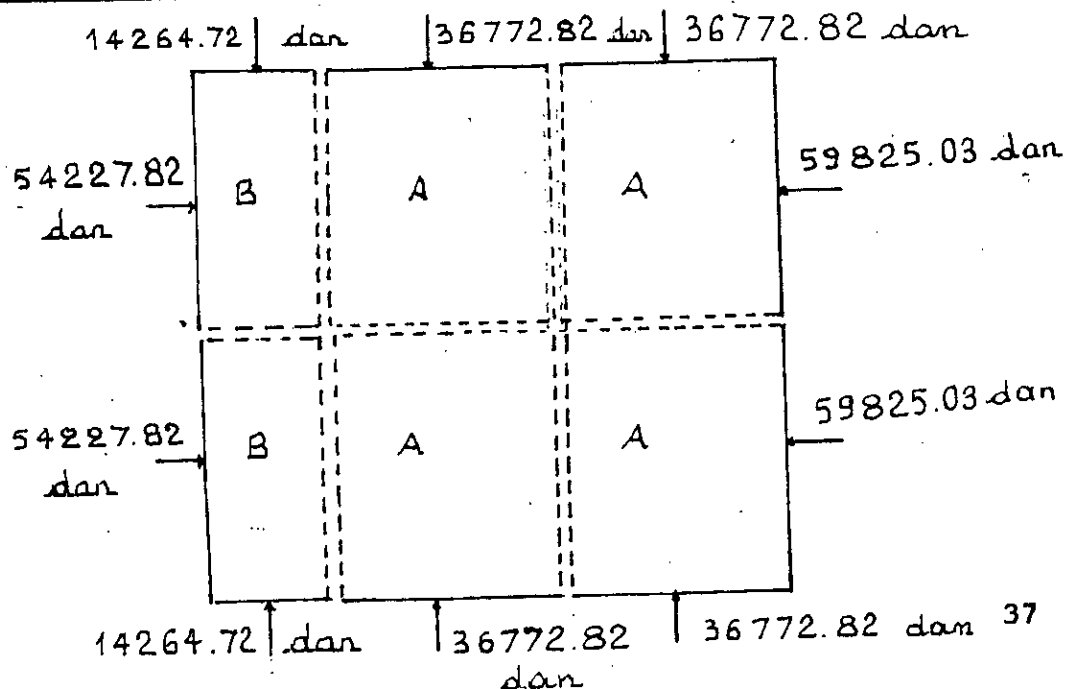 14264.72 dan 36772.82 dan 36772.82 dan
54227.82
dan
B A A
59825.03 dan
54227.82
dan
B A A
59825.03 dan
14264.72 dan 36772.82
dan
36772.82 dan 37